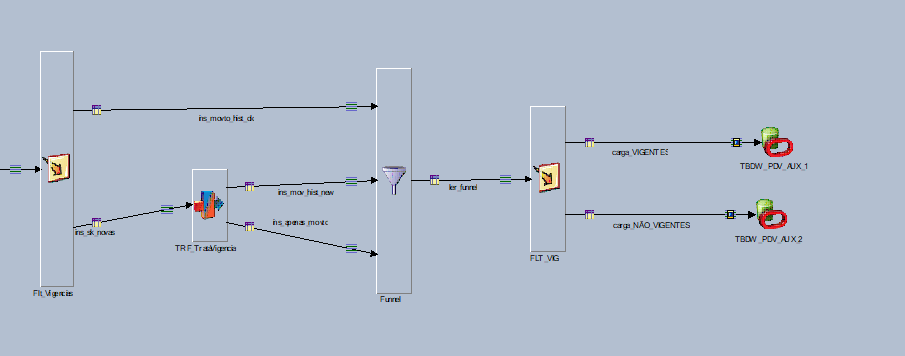 ins_movto_hist_ok
carga_VIGENTES
TBDW_PDV_AUX_1
ins_mov_hist_new
ler_funnel
ins_sk_novas
ins_apenas_movto
carga_NÃO_VIGENTES
TRF_TrataVigencia
TBDW_PDV_AUX_2
FLT_VIG
Flt_Vigencias
Funnel